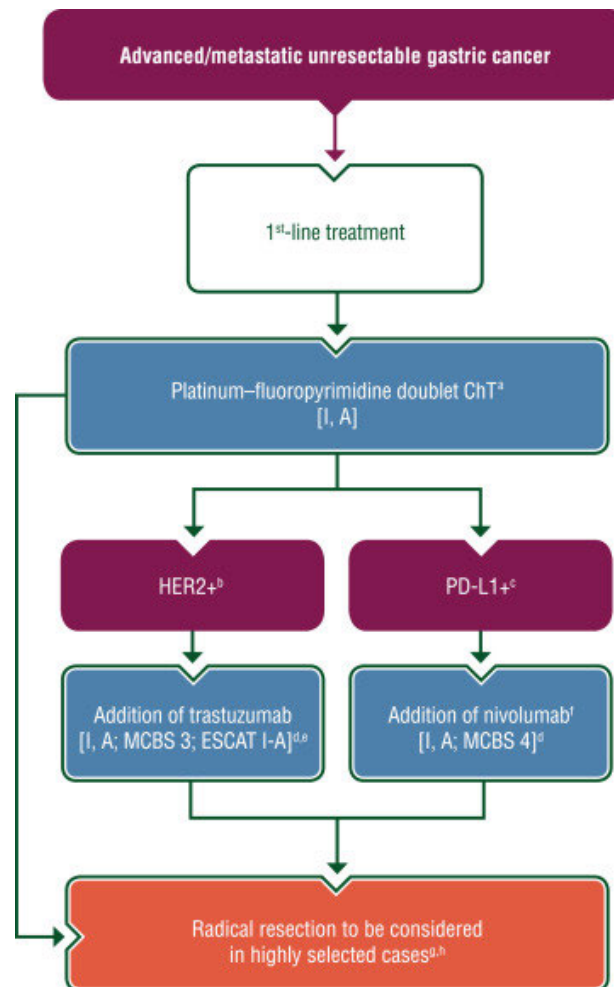 Advanced/metastatic unresectable gastric cancer
1st-line treatment
Platinum–fluoropyrimidine doublet ChTᵃ
[I, A]
HER2+ᵇ
PD-L1+ᶜ
Addition of trastuzumab
[I, A; MCBS 3; ESCAT I-A]ᵈ,ᵉ
Addition of nivolumabᶠ
[I, A; MCBS 4]ᵈ
Radical resection to be considered
in highly selected casesᵍ,ʰ